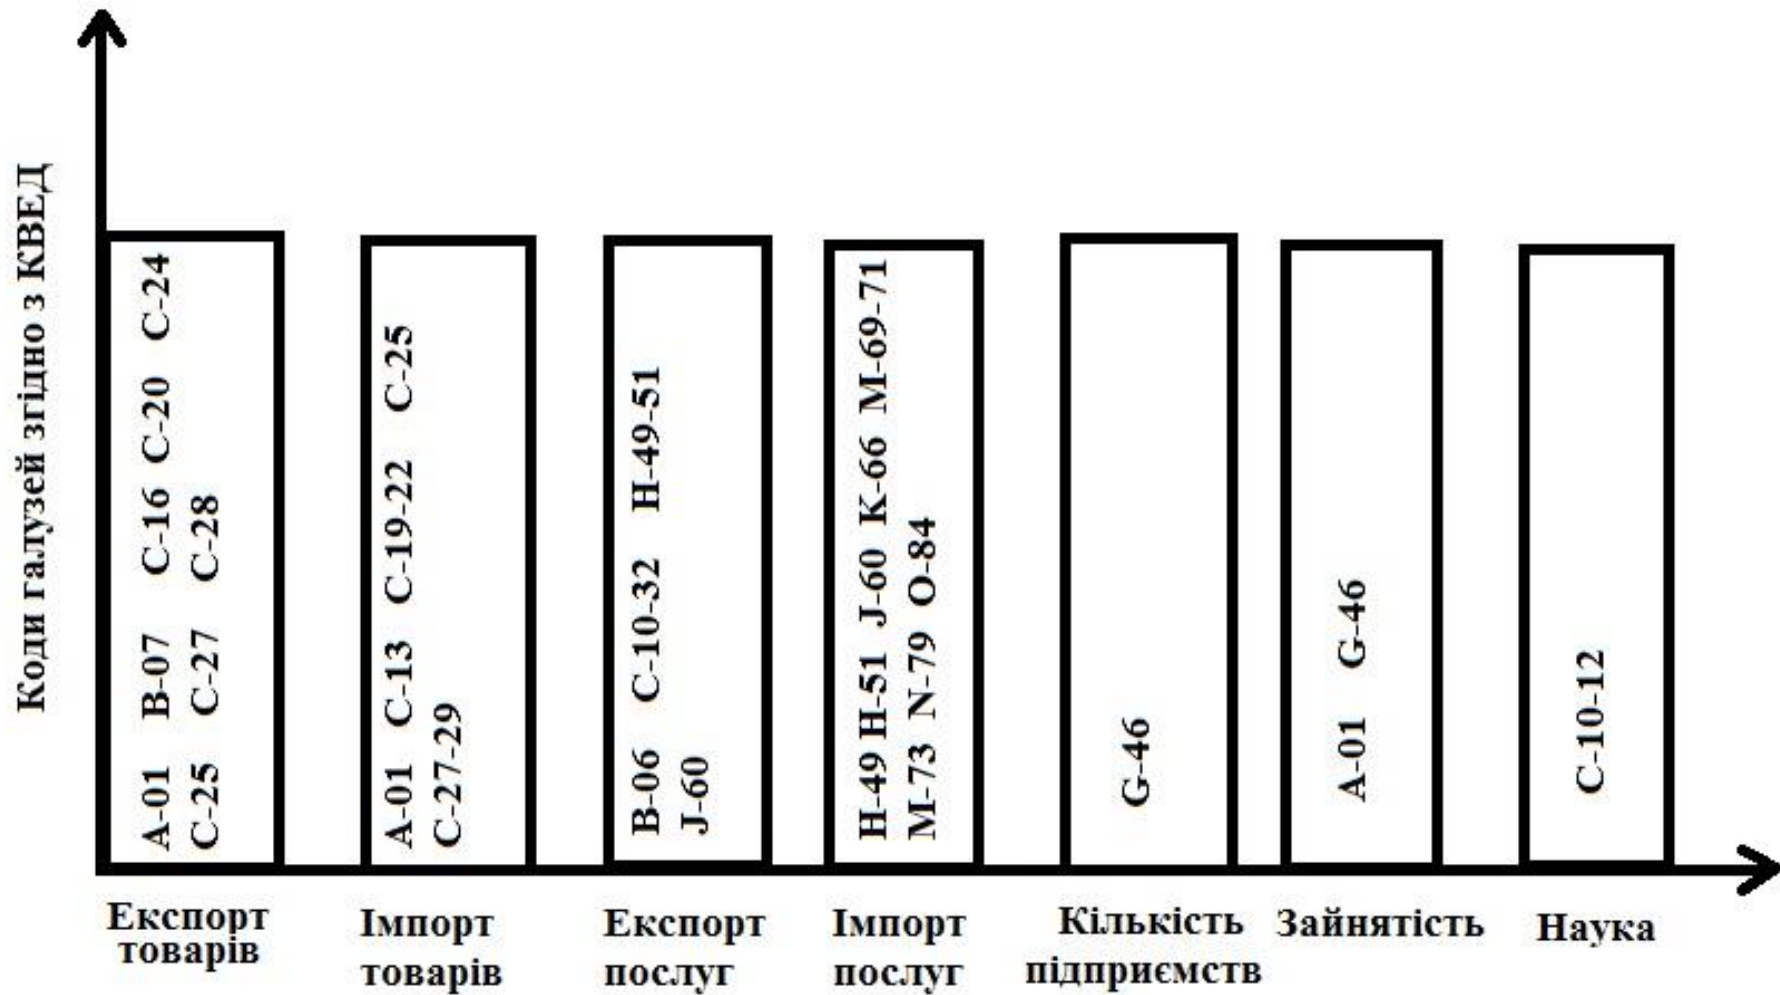 Коди галузей згідно з КВЕД
А-01 В-07 С-16 С-20 С-24
С-25 С-27 С-28
А-01 С-13 С-19-22 С-25
С-27-29
В-06 С-10-32 Н-49-51
J-60
Н-49 Н-51 J-60 К-66 М-69-71
М-73 N-79 О-84
G-46
А-01 G-46
С-10-12
Експорт
товарів
Імпорт
товарів
Експорт
послуг
Імпорт
послуг
Кількість
підприємств
Зайнятість
Наука